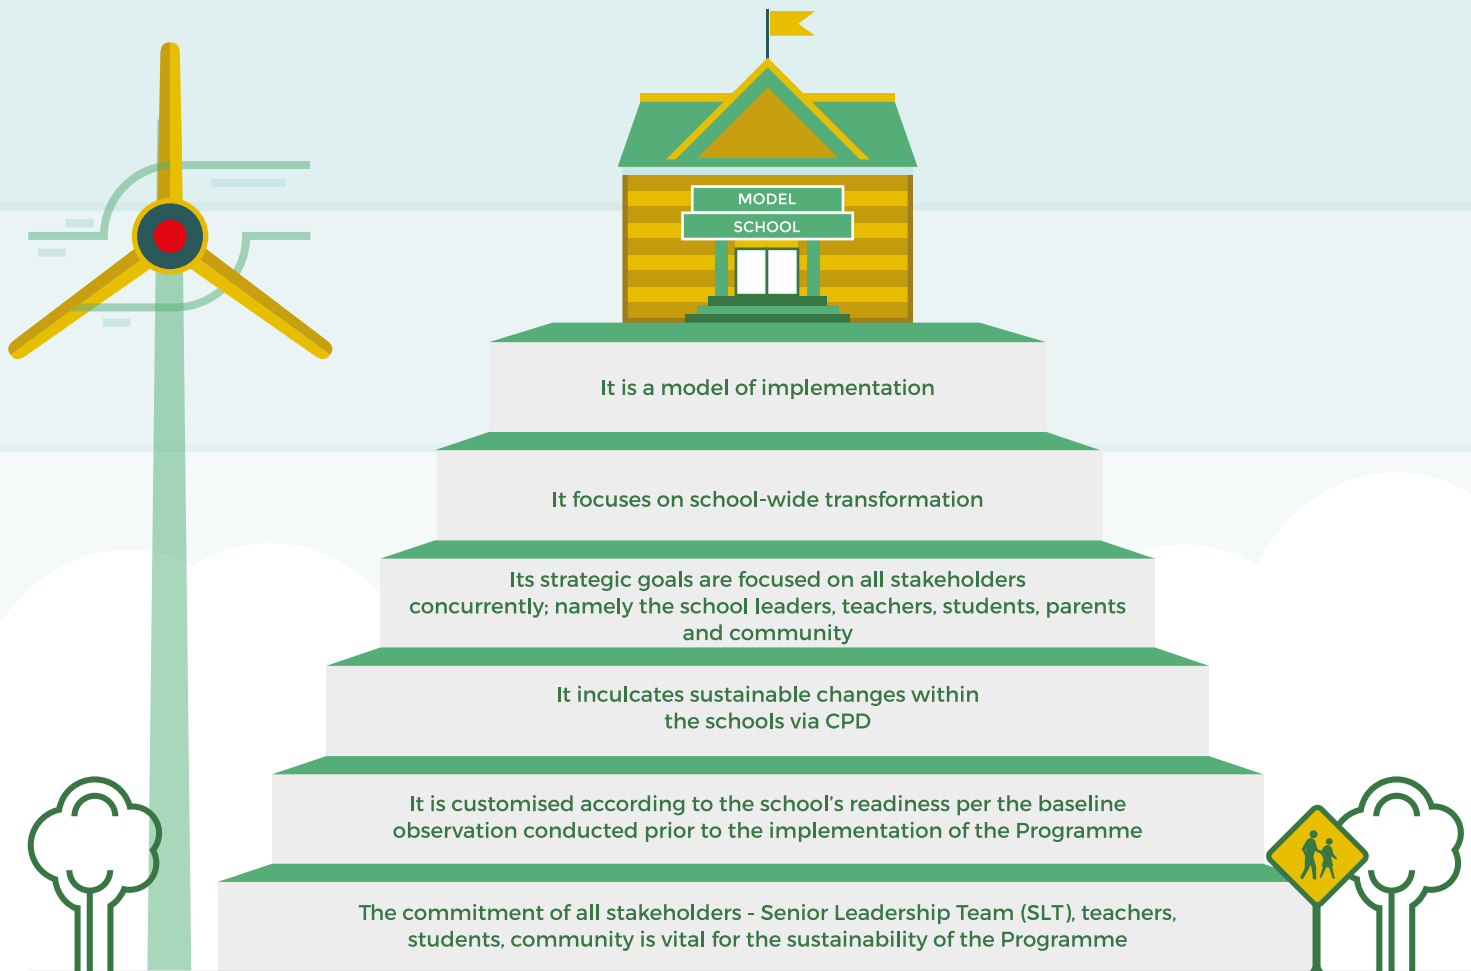 MODEL
SCHOOL
It is a model of implementation
It focuses on school-wide transformation
Its strategic goals are focused on all stakeholders
concurrently; namely the school leaders, teachers, students, parents
and community
It inculcates sustainable changes within
the schools via CPD
It is customised according to the school’s readiness per the baseline
observation conducted prior to the implementation of the Programme
The commitment of all stakeholders - Senior Leadership Team (SLT), teachers,
students, community is vital for the sustainability of the Programme